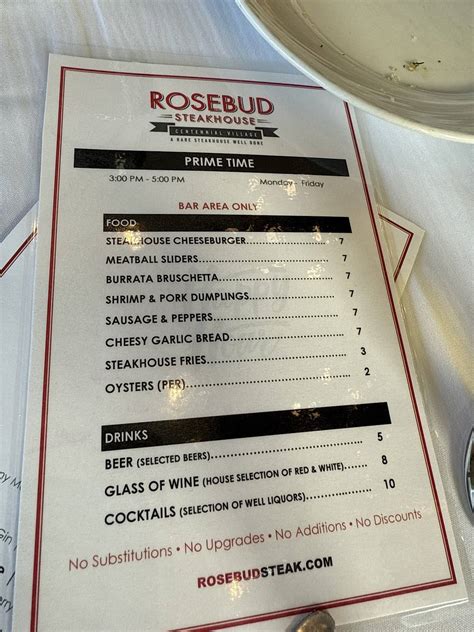 ROSEBUD
STEAKHOUSE
CENTENNIAL VILLAGE
A RARE STEAKHOUSE WELL DONE
PRIME TIME
3:00 PM - 5:00 PM Monday - Friday
BAR AREA ONLY
FOOD
STEAKHOUSE CHEESEBURGER.................... 7
MEATBALL SLIDERS.................................... 7
BURRATA BRUSCHETTA.............................. 7
SHRIMP & PORK DUMPLINGS...................... 7
SAUSAGE & PEPPERS................................ 7
CHEESY GARLIC BREAD............................ 7
STEAKHOUSE FRIES................................... 3
OYSTERS (PER)........................................ 2
DRINKS
BEER (SELECTED BEERS)............................... 5
GLASS OF WINE (HOUSE SELECTION OF RED & WHITE)....... 8
COCKTAILS (SELECTION OF WELL LIQUORS).................. 10
No Substitutions • No Upgrades • No Additions • No Discounts
ROSEBUDSTEAK.COM